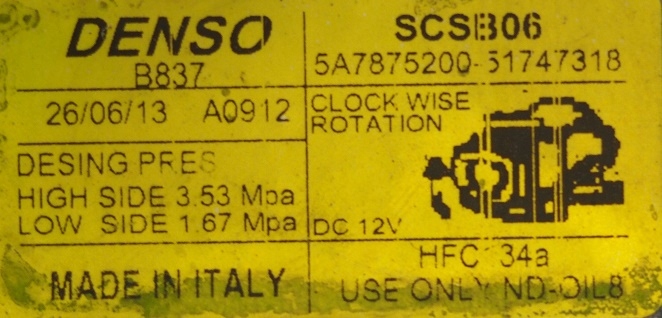 DENSO
B837
26/06/13 A0912
DESING PRES
HIGH SIDE 3.53 Mpa
LOW SIDE 1.67 Mpa
MADE IN ITALY
SCSB06
5A7875200-51747318
CLOCK WISE
ROTATION
DC 12V
HFC 34a
USE ONLY ND-OIL8